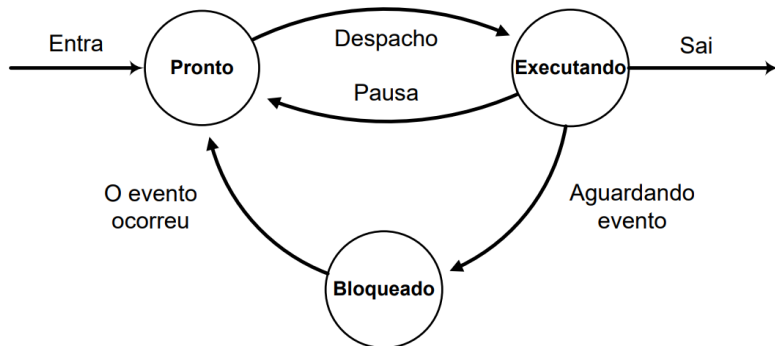 Entra
Despacho
Sai
Pronto
Executando
Pausa
O evento
ocorreu
Aguardando
evento
Bloqueado